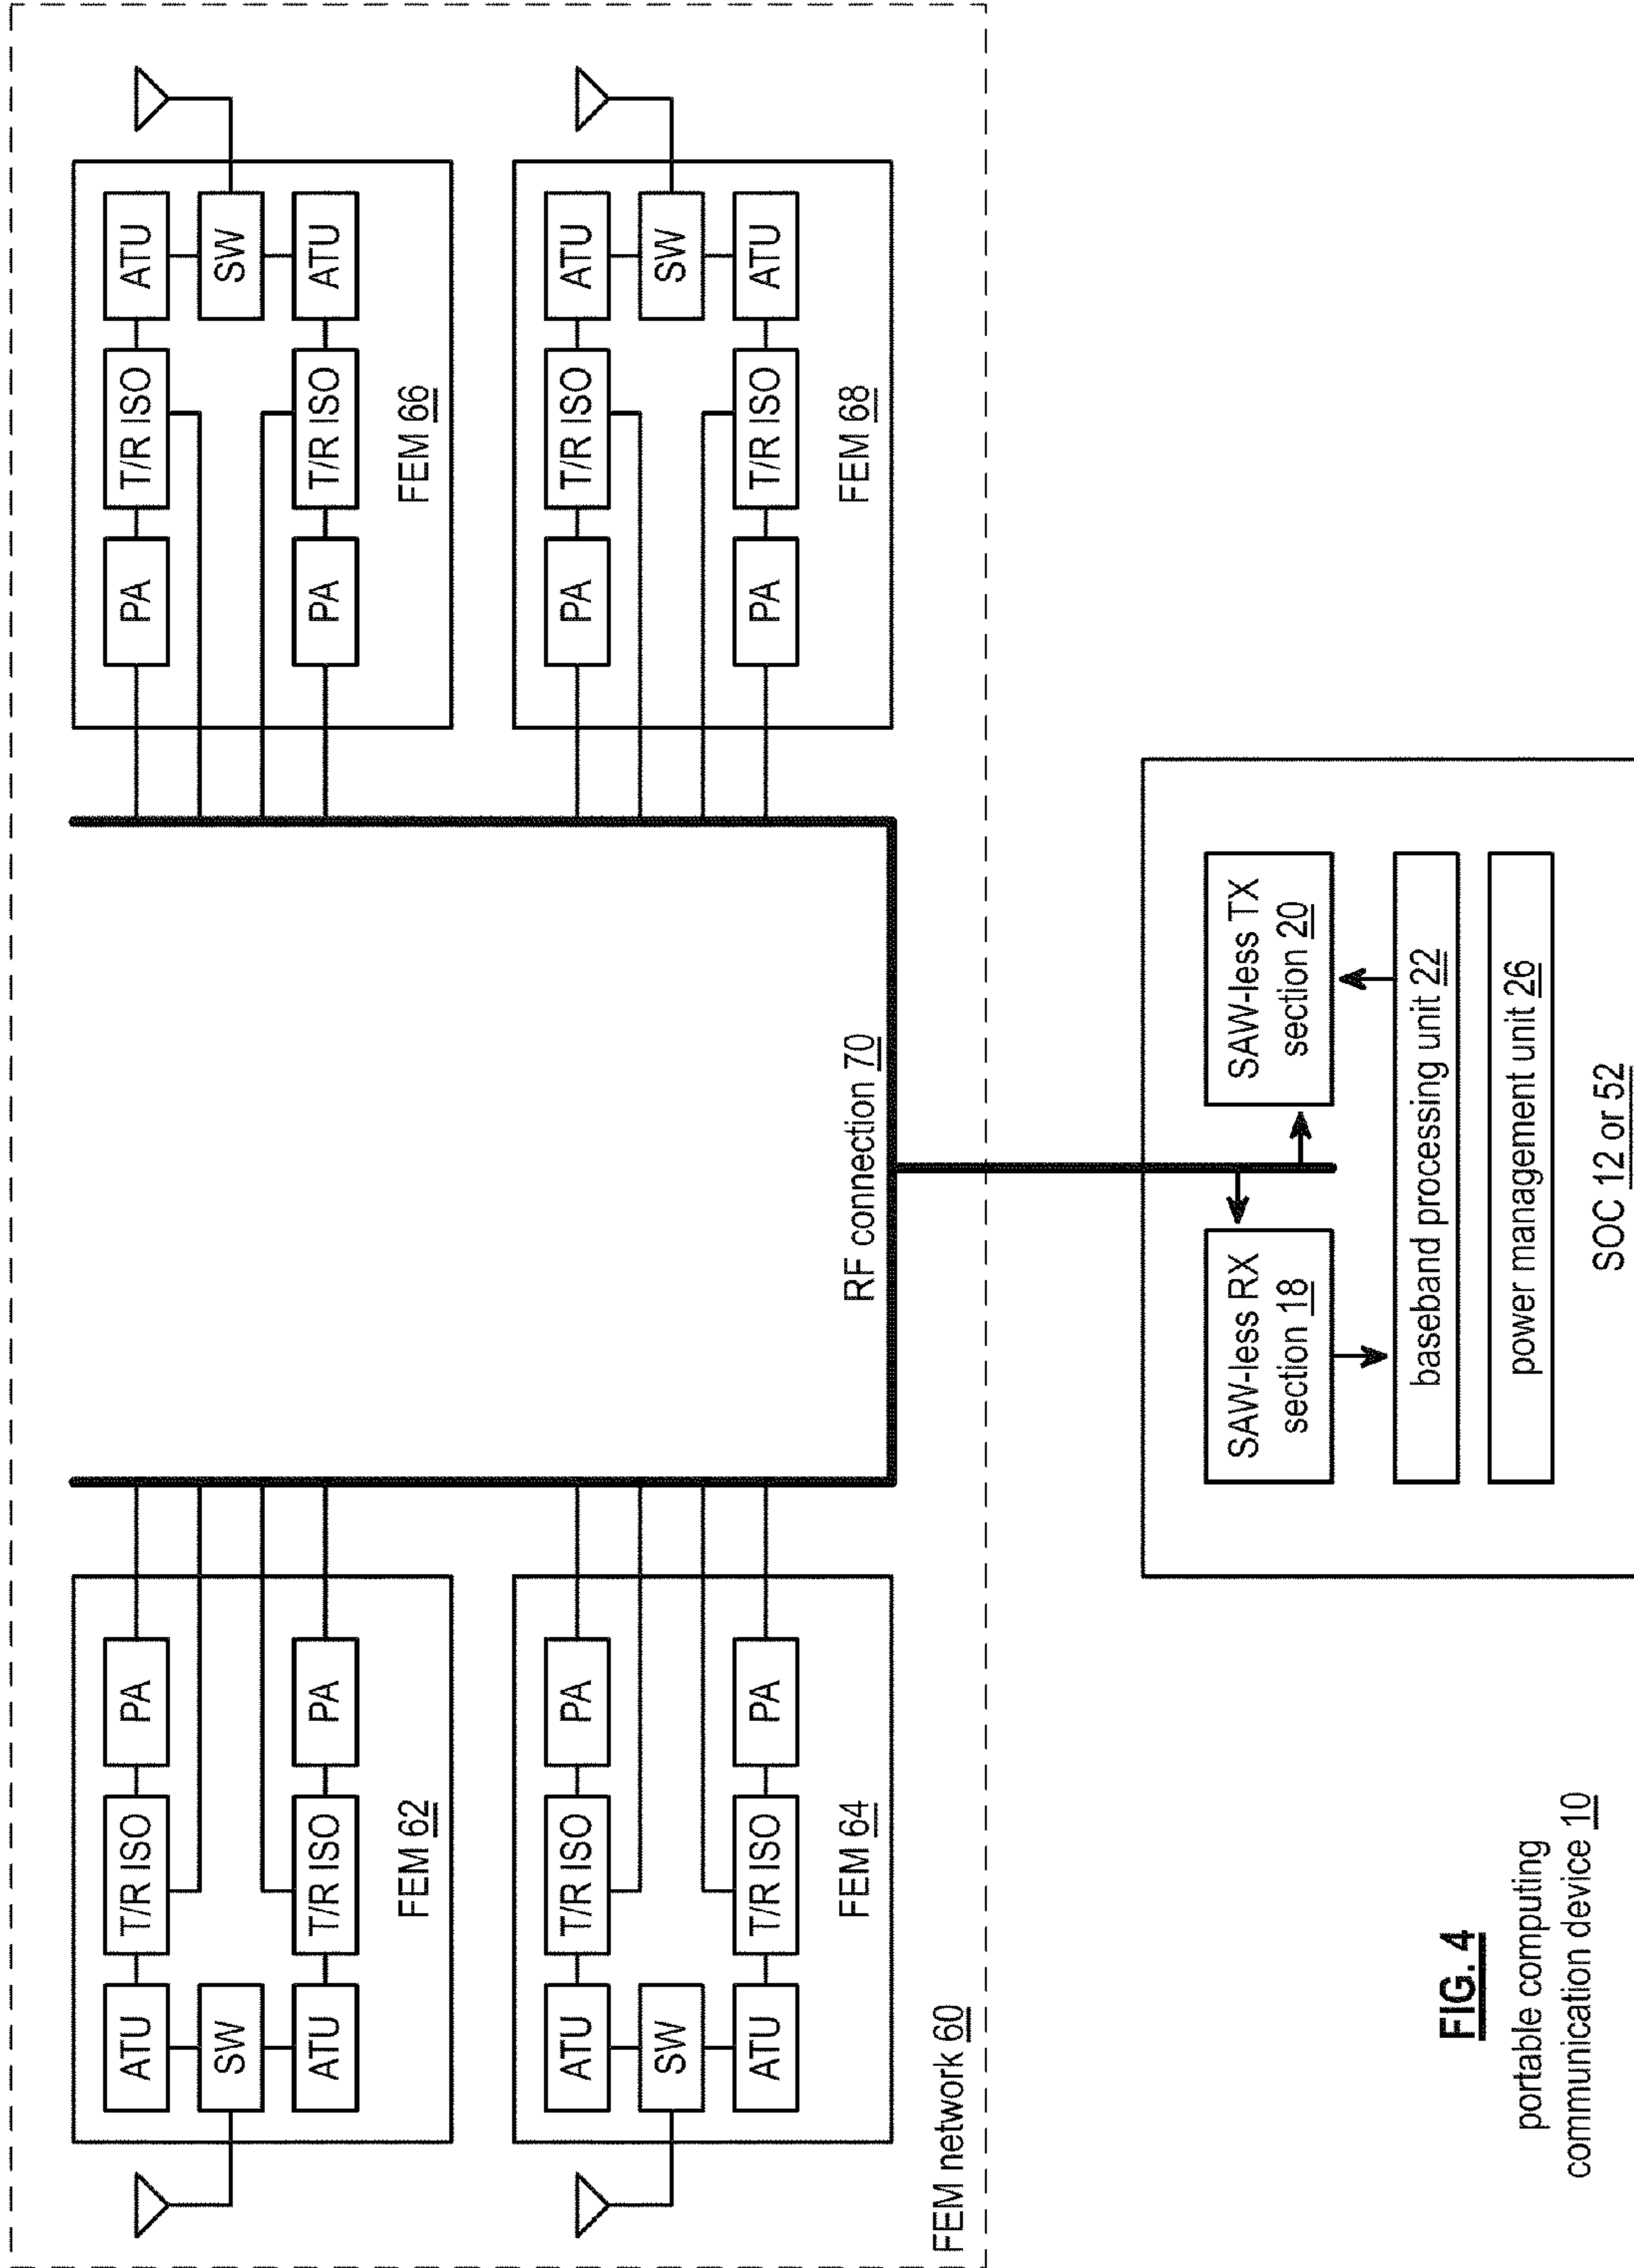 ATU
T/R ISO
PA
SW
ATU
T/R ISO
PA
FEM 62
PA
T/R ISO
ATU
SW
PA
T/R ISO
ATU
FEM 66
ATU
T/R ISO
PA
SW
ATU
T/R ISO
PA
FEM 64
PA
T/R ISO
ATU
SW
PA
T/R ISO
ATU
FEM 68
RF connection 70
FEM network 60
SAW-less RX
section 18
SAW-less TX
section 20
baseband processing unit 22
power management unit 26
SOC 12 or 52
FIG. 4
portable computing
communication device 10